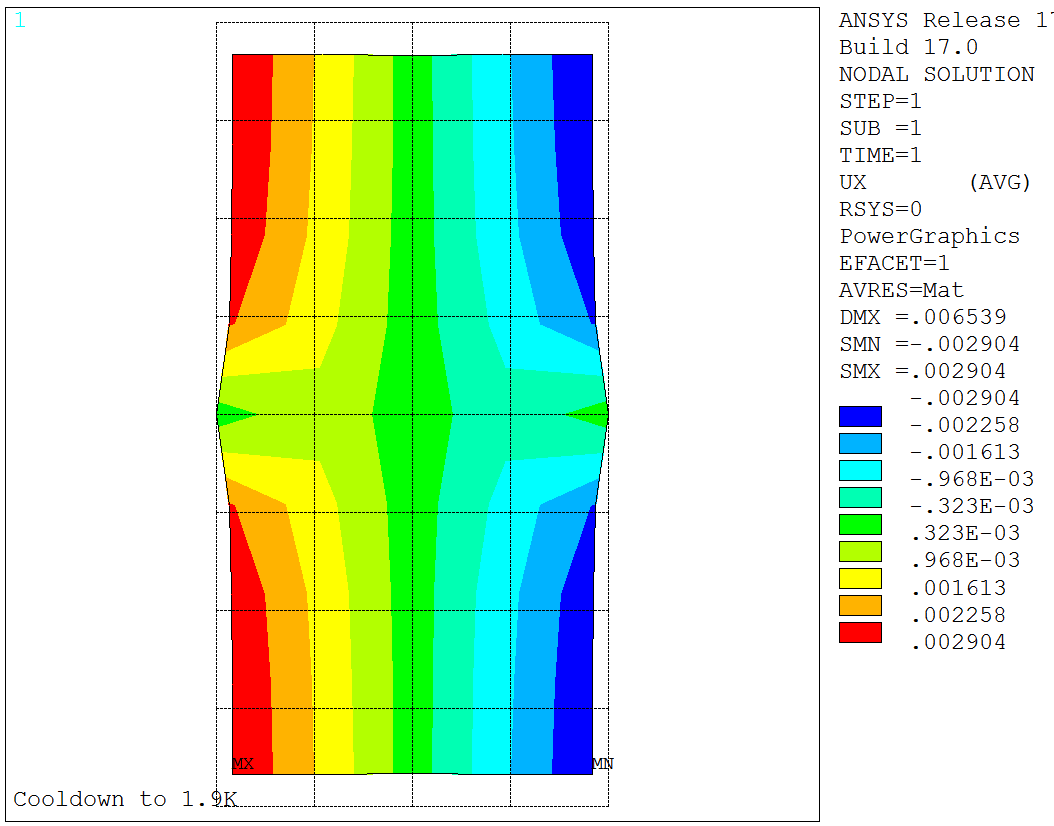 1
ANSYS Release 17
Build 17.0
NODAL SOLUTION
STEP=1
SUB =1
TIME=1
UX (AVG)
RSYS=0
PowerGraphics
EFACET=1
AVRES=Mat
DMX =.006539
SMN =-.002904
SMX =.002904
-.002904
-.002258
-.001613
-.968E-03
-.323E-03
.323E-03
.968E-03
.001613
.002258
.002904
MX
MN
Cooldown to 1.9K